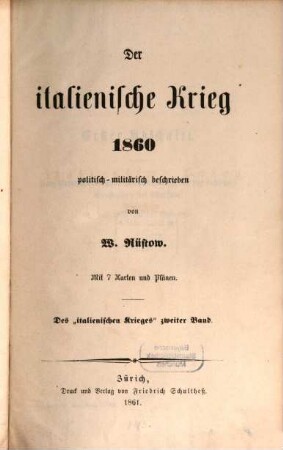 Der
italienische Krieg
1860
politisch-militärisch beschrieben
von
W. Rüstow.
Mit 7 Karten und Plänen.
Des „italienischen Krieges" zweiter Band.
Zürich,
Druck und Verlag von Friedrich Schultheß.
1861.